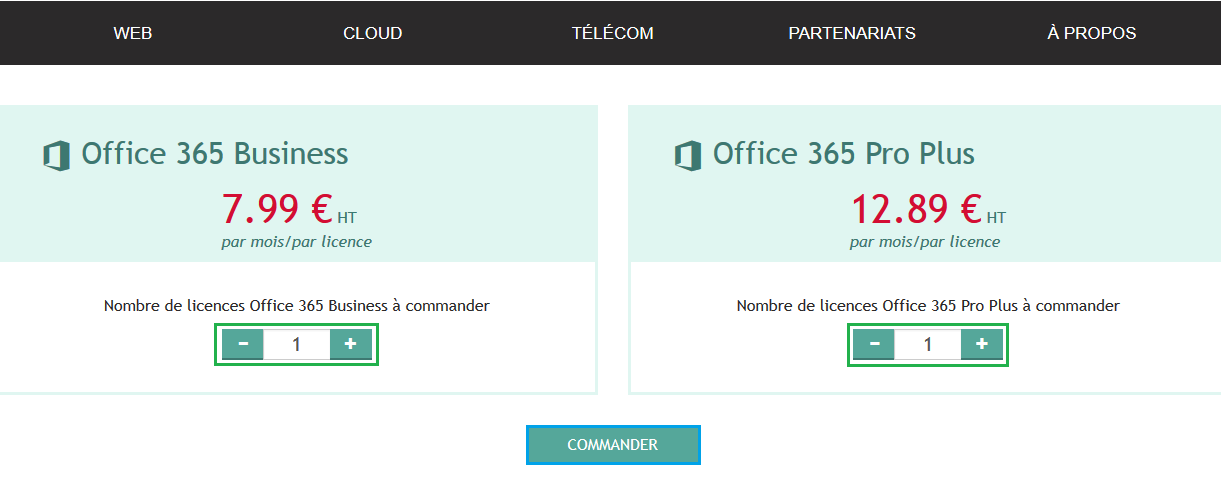 WEB CLOUD TÉLÉCOM PARTENARIATS À PROPOS
Office 365 Business
7.99 € HT
par mois/par licence
Nombre de licences Office 365 Business à commander
− 1 +
Office 365 Pro Plus
12.89 € HT
par mois/par licence
Nombre de licences Office 365 Pro Plus à commander
− 1 +
COMMANDER